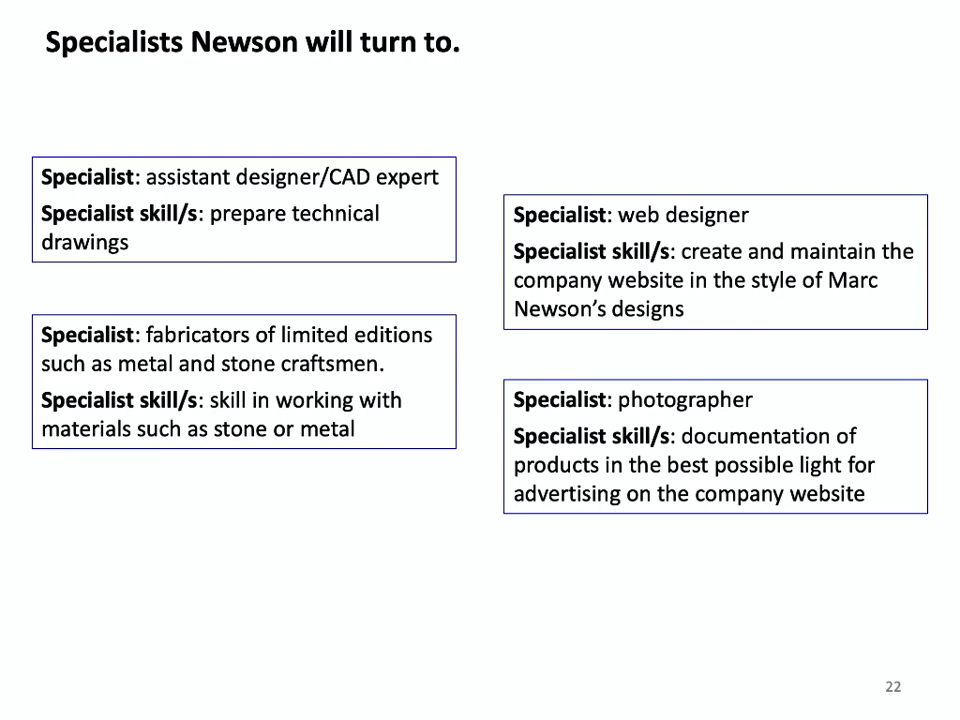 Specialists Newson will turn to.
Specialist: assistant designer/CAD expert
Specialist skill/s: prepare technical
drawings
Specialist: fabricators of limited editions
such as metal and stone craftsmen.
Specialist skill/s: skill in working with
materials such as stone or metal
Specialist: web designer
Specialist skill/s: create and maintain the
company website in the style of Marc
Newson’s designs
Specialist: photographer
Specialist skill/s: documentation of
products in the best possible light for
advertising on the company website
22